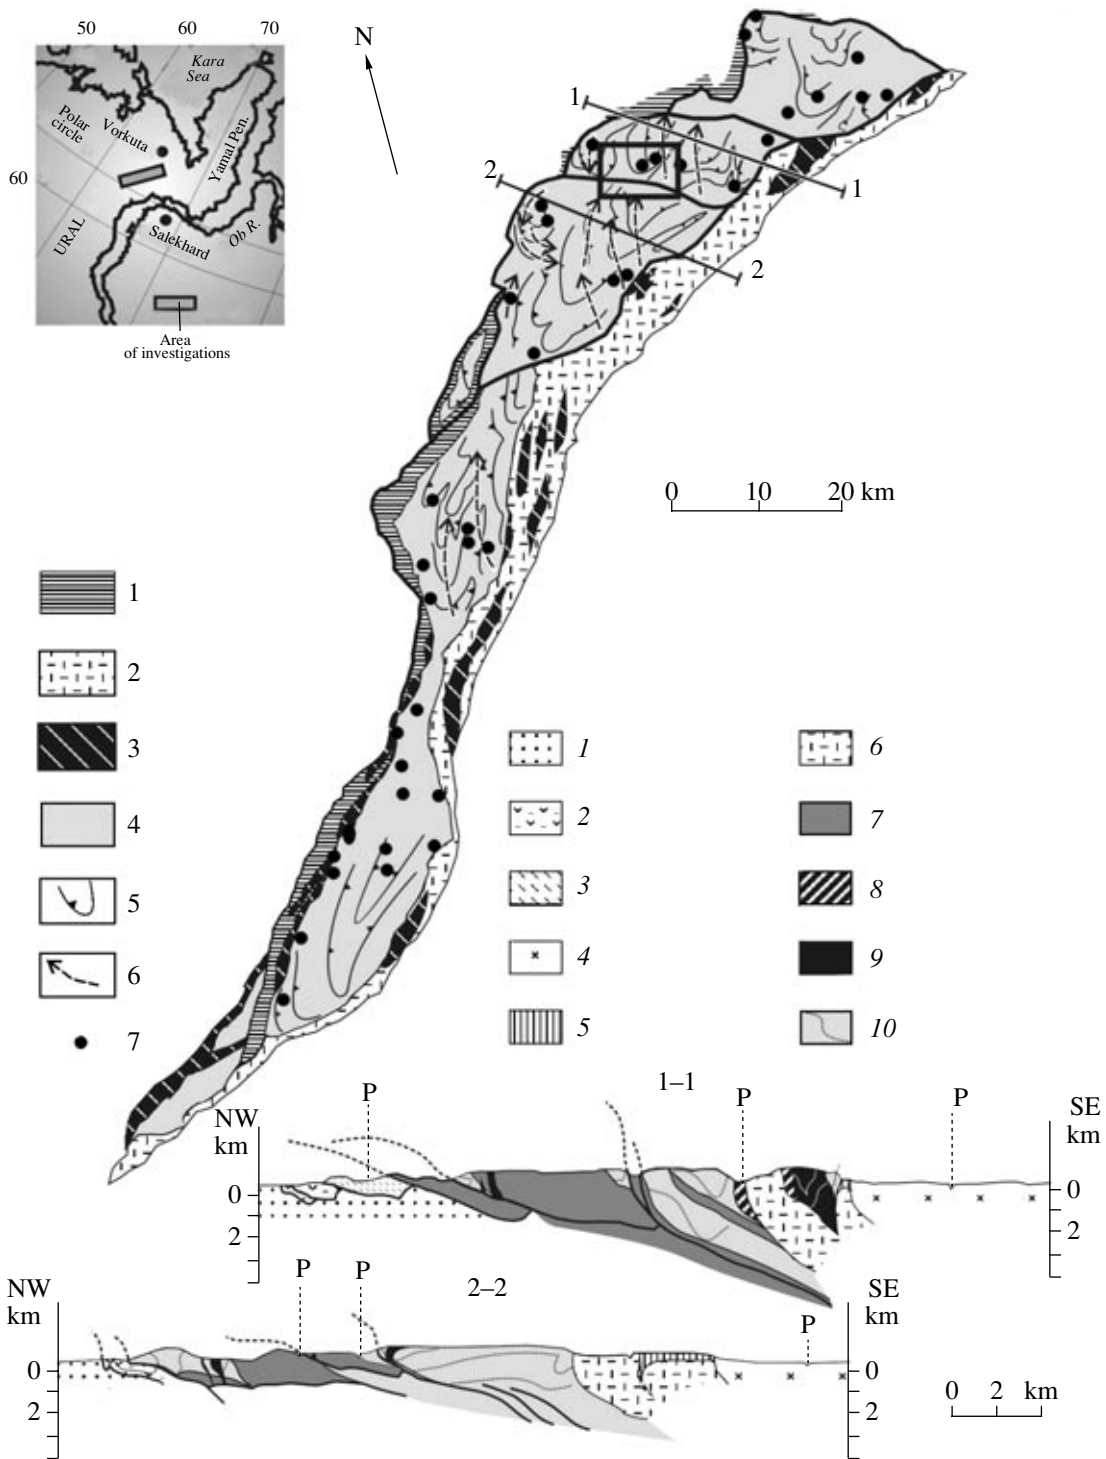 50 60 70
Kara
Sea
Polar
circle
Vorkuta
Yamal Pen.
60
URAL
Salekhard
Ob R.
Area
of investigations
N
1
1
2
2
0 10 20 km
1
2
3
4
5
6
7
1
2
3
4
5
6
7
8
9
10
1–1
NW
km
P
P
P
SE
km
0
2
0
2
2–2
NW
km
P
P
P
SE
km
0
2
0
2
0 2 km